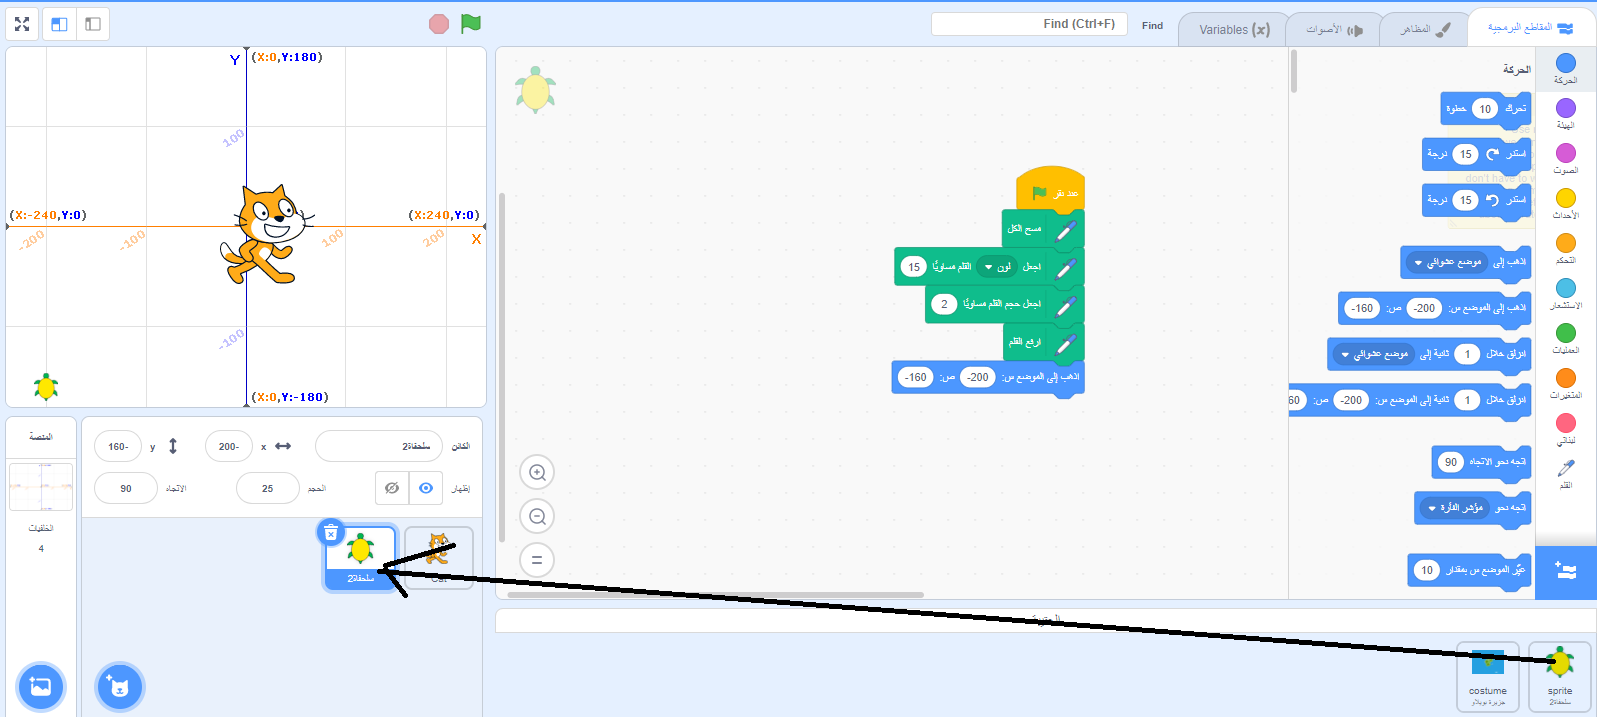 Find (Ctrl+F)
Find
Variables (x)
الأصوات
المظاهر
المقاطع البرمجية
(X:0,Y:180)
Y
100
(X:-240,Y:0)
(X:240,Y:0)
-200
-100
100
200
X
-100
(X:0,Y:-180)
عند نقر
مسح الكل
اجعل لون القلم مساويًا 15
اجعل حجم القلم مساويًا 2
ارفع القلم
اذهب إلى الموضع س: -200 ص: -160
الحركة
تحرك 10 خطوة
استدر 15 درجة
استدر 15 درجة
don't have to w
اذهب إلى موضع عشوائي
اذهب إلى الموضع س: -200 ص: -160
انزلق خلال 1 ثانية إلى موضع عشوائي
انزلق خلال 1 ثانية إلى الموضع س: -200 ص: 60
اتجه نحو الاتجاه 90
اتجه نحو مؤشر الفأرة
غيّر الموضع س بمقدار 10
الحركة
الهيئة
الصوت
الأحداث
التحكم
الاستشعار
العمليات
المتغيرات
لبناتي
القلم
المنصة
الخلفيات
4
الكائن سلحفاة2 x -200 y -160
إظهار الحجم 25 الاتجاه 90
سلحفاة2
costume
جزيرة بويلاو
sprite
سلحفاة2